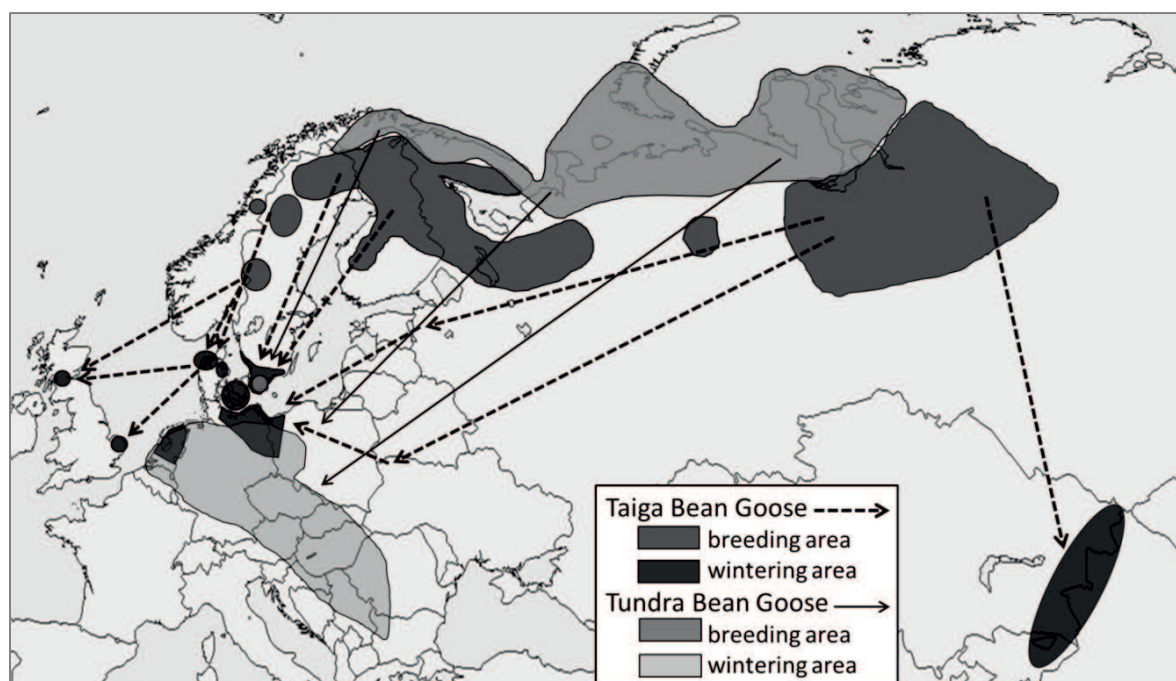 Taiga Bean Goose
breeding area
wintering area
Tundra Bean Goose
breeding area
wintering area